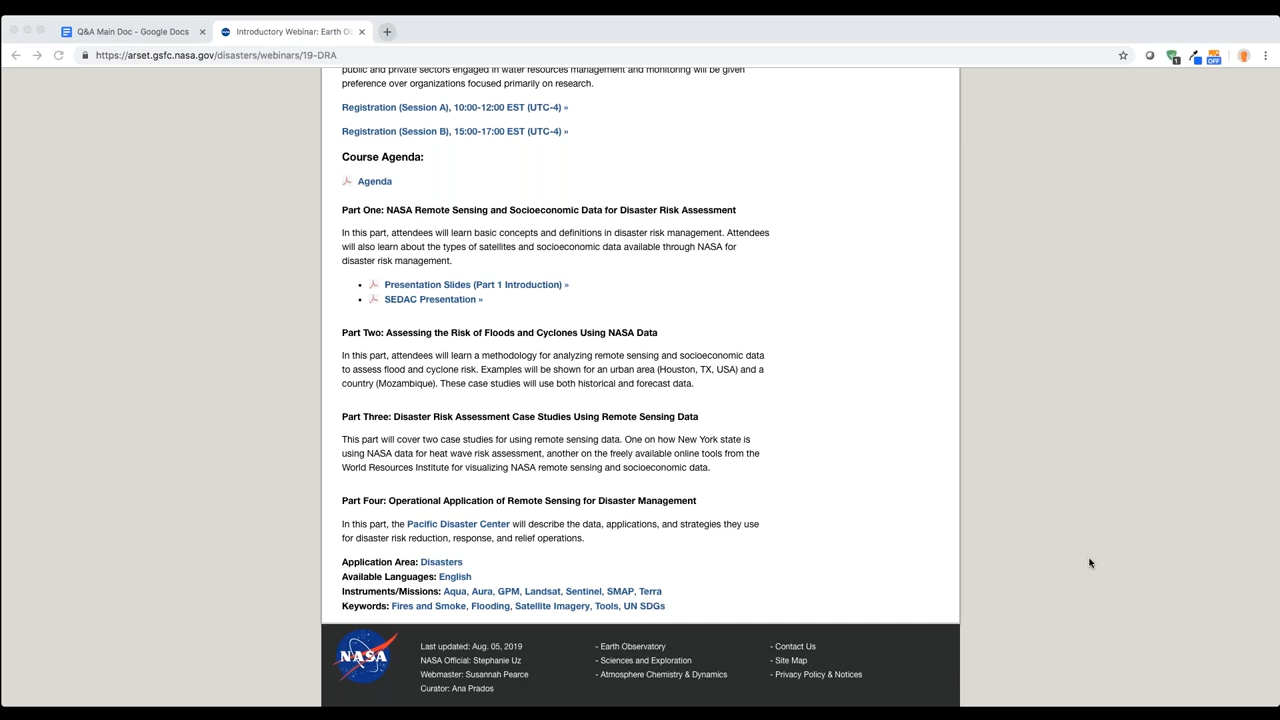 Q&A Main Doc - Google Docs
Introductory Webinar: Earth O
https://arset.gsfc.nasa.gov/disasters/webinars/19-DRA
1
OFF
public and private sectors engaged in water resources management and monitoring will be given
preference over organizations focused primarily on research.
Registration (Session A), 10:00-12:00 EST (UTC-4) »
Registration (Session B), 15:00-17:00 EST (UTC-4) »
Course Agenda:
Agenda
Part One: NASA Remote Sensing and Socioeconomic Data for Disaster Risk Assessment
In this part, attendees will learn basic concepts and definitions in disaster risk management. Attendees
will also learn about the types of satellites and socioeconomic data available through NASA for
disaster risk management.
• Presentation Slides (Part 1 Introduction) »
• SEDAC Presentation »
Part Two: Assessing the Risk of Floods and Cyclones Using NASA Data
In this part, attendees will learn a methodology for analyzing remote sensing and socioeconomic data
to assess flood and cyclone risk. Examples will be shown for an urban area (Houston, TX, USA) and a
country (Mozambique). These case studies will use both historical and forecast data.
Part Three: Disaster Risk Assessment Case Studies Using Remote Sensing Data
This part will cover two case studies for using remote sensing data. One on how New York state is
using NASA data for heat wave risk assessment, another on the freely available online tools from the
World Resources Institute for visualizing NASA remote sensing and socioeconomic data.
Part Four: Operational Application of Remote Sensing for Disaster Management
In this part, the Pacific Disaster Center will describe the data, applications, and strategies they use
for disaster risk reduction, response, and relief operations.
Application Area: Disasters
Available Languages: English
Instruments/Missions: Aqua, Aura, GPM, Landsat, Sentinel, SMAP, Terra
Keywords: Fires and Smoke, Flooding, Satellite Imagery, Tools, UN SDGs
NASA
Last updated: Aug. 05, 2019
NASA Official: Stephanie Uz
Webmaster: Susannah Pearce
Curator: Ana Prados
- Earth Observatory
- Sciences and Exploration
- Atmosphere Chemistry & Dynamics
- Contact Us
- Site Map
- Privacy Policy & Notices